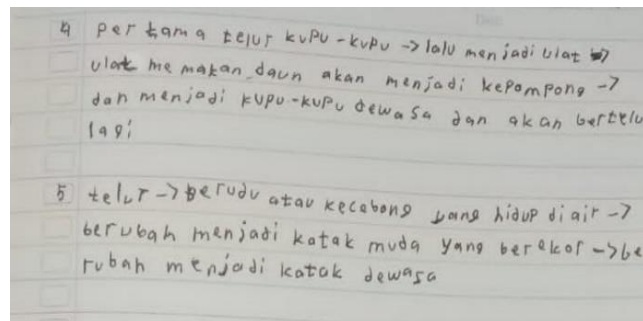 4 pertama telur kupu-kupu -> lalu menjadi ulat ->
ulat me makan daun akan menjadi kepompong ->
dan menjadi kupu-kupu dewasa dan akan bertelu
lagi
5 telur -> berudu atau kecebong yang hidup di air ->
berubah menjadi katak muda yang berekor -> be
rubah menjadi katak dewasa